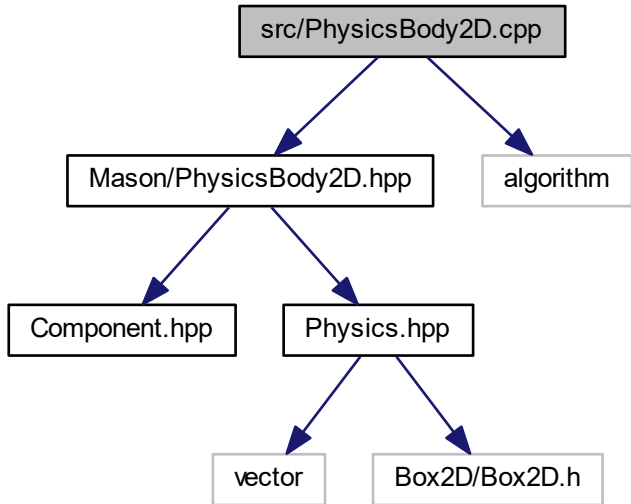 src/PhysicsBody2D.cpp
Mason/PhysicsBody2D.hpp
algorithm
Component.hpp
Physics.hpp
vector
Box2D/Box2D.h